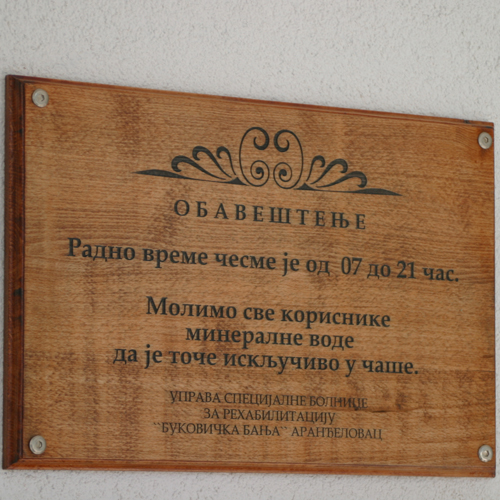 ОБАВЕШТЕЊЕ
Радно време чесме је од 07 до 21 час.
Молимо све кориснике
минералне воде
да је точе искључиво у чаше.
УПРАВА СПЕЦИЈАЛНЕ БОЛНИЦЕ
ЗА РЕХАБИЛИТАЦИЈУ
``БУКОВИЧКА БАЊА`` АРАНЂЕЛОВАЦ